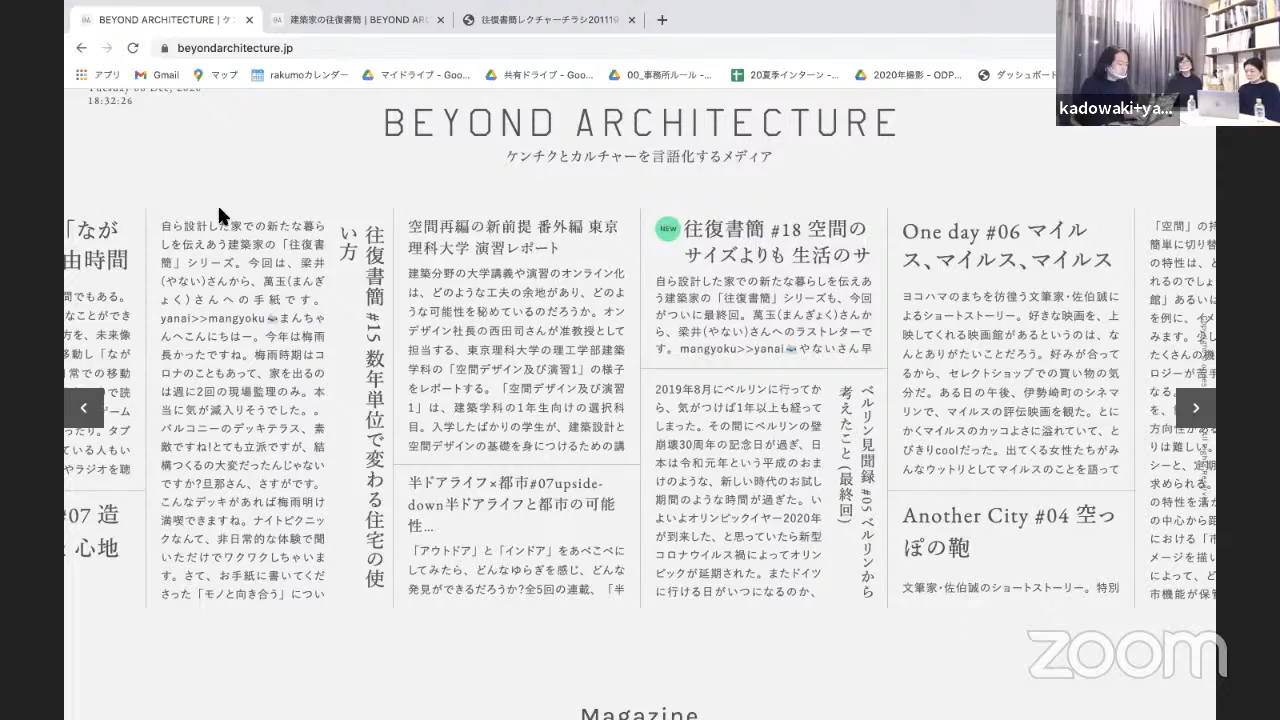 BEYOND ARCHITECTURE | ケ
建築家の往復書簡 | BEYOND ARC
往復書簡レクチャーチラシ201119
beyondarchitecture.jp
アプリ
Gmail
マップ
rakumoカレンダー
マイドライブ - Goo...
共有ドライブ - Goo...
00_事務所ルール -...
20夏季インターン -...
2020年撮影 - ODP...
ダッシュボート
kadowaki+ya...
Tuesday 08 Dec, 2020
18:32:26
BEYOND ARCHITECTURE
ケンチクとカルチャーを言語化するメディア
「なが
由時間
間でもある。
なことができ
方を、未来像
移動し「なが
常での移動
で読
ゲーム
ったり。タブ
ている人もい
やラジオを聴
#07 造
と 心地
往復書簡 #15 数年単位で変わる住宅の使
い方
自ら設計した家での新たな暮ら
しを伝えあう建築家の「往復書
簡」シリーズ。今回は、梁井
(やない)さんから、萬玉(まんぎ
ょく)さんへの手紙です。
yanai>>mangyoku まんちゃ
んへこんにちはー。今年は梅雨
長かったですね。梅雨時期はコ
ロナのこともあって、家を出るの
は週に2回の現場監理のみ。本
当に気が滅入りそうでした。。
バルコニーのデッキテラス、素
敵ですね!とても立派ですが、結
構つくるの大変だったんじゃない
ですか?旦那さん、さすがです。
こんなデッキがあれば梅雨明け
満喫できますね。ナイトピクニッ
クなんて、非日常的な体験で聞
いただけでワクワクしちゃいま
す。さて、お手紙に書いてくだ
さった「モノと向き合う」につい
空間再編の新前提 番外編 東京
理科大学 演習レポート
建築分野の大学講義や演習のオンライン化
は、どのような工夫の余地があり、どのよ
うな可能性を秘めているのだろうか。オン
デザイン社長の西田司さんが准教授として
担当する、東京理科大学の理工学部建築
学科の「空間デザイン及び演習1」の様子
をレポートする。「空間デザイン及び演習
1」は、建築学科の1年生向けの選択科
目。入学したばかりの学生が、建築設計と
空間デザインの基礎を身につけるための講
半ドアライフ×都市#07upside-
down半ドアライフと都市の可能
性...
「アウトドア」と「インドア」をあべこべに
してみたら、どんなゆらぎを感じ、どんな
発見ができるだろうか?全5回の連載、「半
NEW
往復書簡 #18 空間の
サイズよりも 生活のサ
自ら設計した家での新たな暮らしを伝えあ
う建築家の「往復書簡」シリーズも、今回
がついに最終回。萬玉(まんぎょく)さんか
ら、梁井(やない)さんへのラストレターで
す。mangyoku>>yanai やないさん早
ベルリン見聞録 #05 ベルリンから
考えたこと (最終回)
2019年8月にベルリンに行ってか
ら、気がつけば1年以上も経って
しまった。その間にベルリンの壁
崩壊30周年の記念日が過ぎ、日
本は令和元年という平成のおま
けのような、新しい時代のお試し
期間のような時間が過ぎた。い
よいよオリンピックイヤー2020年
が到来した、と思っていたら新型
コロナウイルス禍によってオリン
ピックが延期された。またドイツ
に行ける日がいつになるのか、
One day #06 マイル
ス、マイルス、マイルス
ヨコハマのまちを彷徨う文筆家・佐伯誠に
よるショートストーリー。好きな映画を、上
映してくれる映画館があるというのは、な
んとありがたいことだろう。好みが合って
るから、セレクトショップでの買い物の気
分だ。ある日の午後、伊勢崎町のシネマ
リンで、マイルスの評伝映画を観た。とに
かくマイルスのカッコよさに溢れていて、と
びきりcoolだった。出てくる女性たちがみ
んなウットリとしてマイルスのことを語って
Another City #04 空っ
ぽの鞄
文筆家・佐伯誠のショートストーリー。特別
「空間」の持
簡単に切り替
の特性は、と
れるのでしょ
館」あるいは
を例に、イメ
みます。そし
たくさんの機
ロジーが苦手
なる。
を、
方向性があ
りは難し
シーと、定期
求められる。
の特性を満か
の中心から距
における「市
メージを描い
によって、ど
市機能が保管
Magazine
zoom